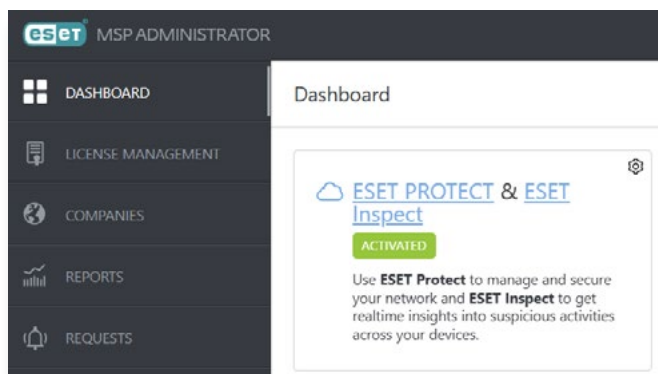 eset MSP ADMINISTRATOR
DASHBOARD
LICENSE MANAGEMENT
COMPANIES
REPORTS
REQUESTS
Dashboard
ESET PROTECT & ESET
Inspect
ACTIVATED
Use ESET Protect to manage and secure
your network and ESET Inspect to get
realtime insights into suspicious activities
across your devices.